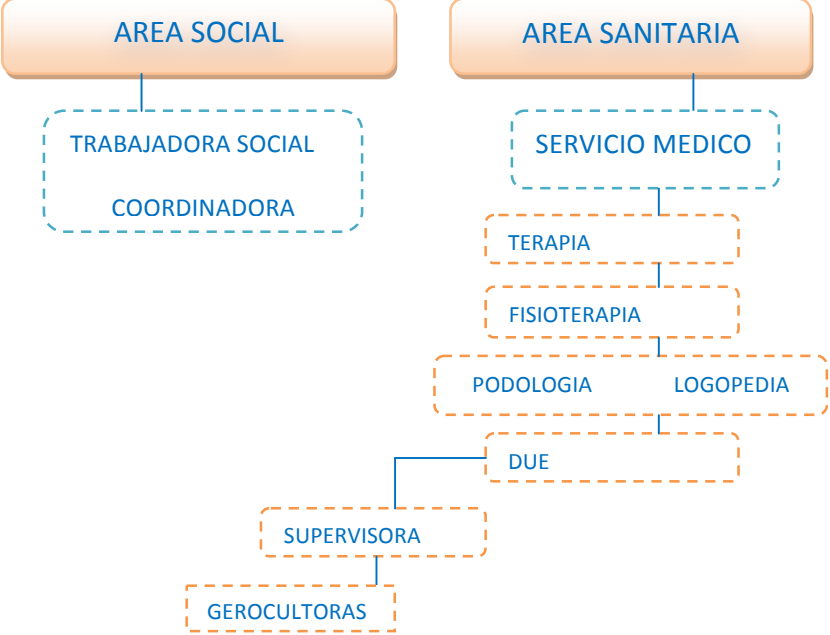 AREA SOCIAL
TRABAJADORA SOCIAL
COORDINADORA
AREA SANITARIA
SERVICIO MEDICO
TERAPIA
FISIOTERAPIA
PODOLOGIA LOGOPEDIA
DUE
SUPERVISORA
GEROCULTORAS